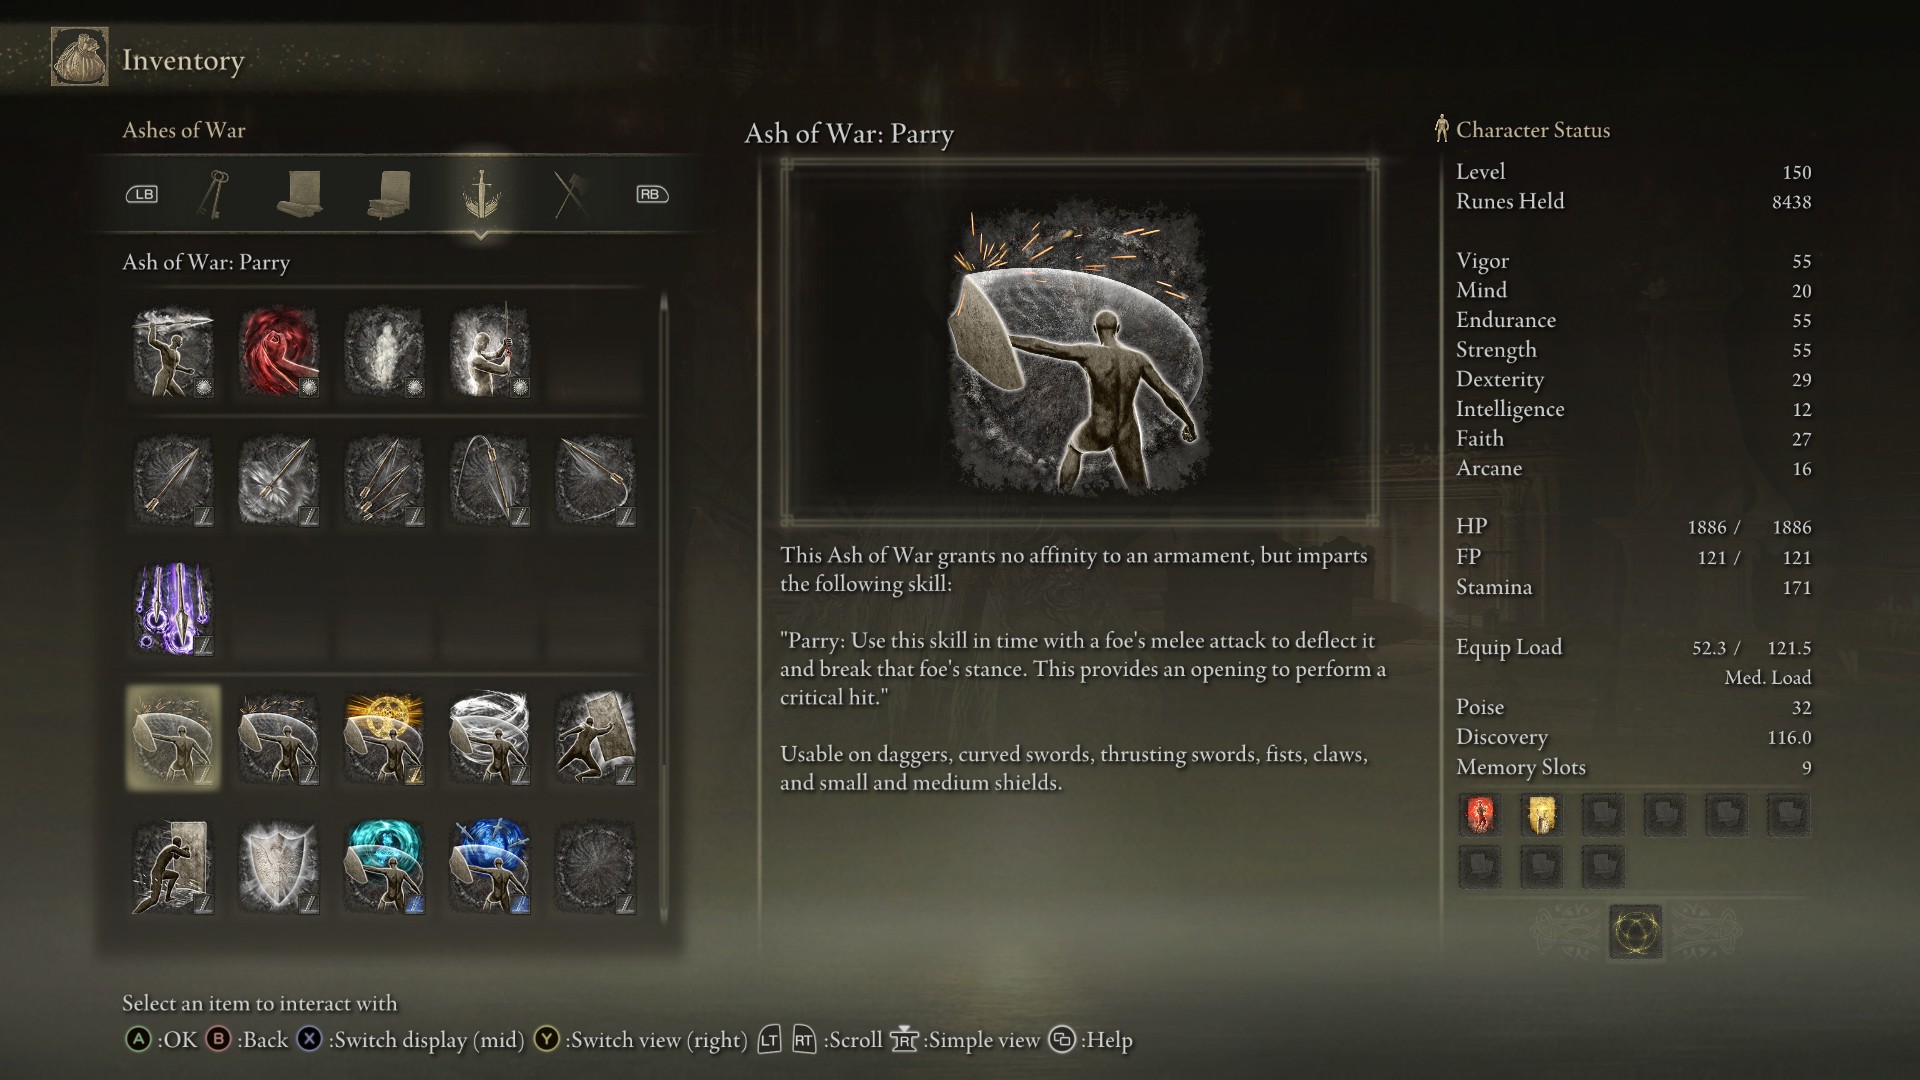 Inventory
Ashes of War
LB
RB
Ash of War: Parry
Ash of War: Parry
This Ash of War grants no affinity to an armament, but imparts
the following skill:
"Parry: Use this skill in time with a foe's melee attack to deflect it
and break that foe's stance. This provides an opening to perform a
critical hit."
Usable on daggers, curved swords, thrusting swords, fists, claws,
and small and medium shields.
Character Status
Level 150
Runes Held 8438
Vigor 55
Mind 20
Endurance 55
Strength 55
Dexterity 29
Intelligence 12
Faith 27
Arcane 16
HP 1886 / 1886
FP 121 / 121
Stamina 171
Equip Load 52.3 / 121.5
Med. Load
Poise 32
Discovery 116.0
Memory Slots 9
Select an item to interact with
A :OK B :Back X :Switch display (mid) Y :Switch view (right) LT RT :Scroll R :Simple view :Help